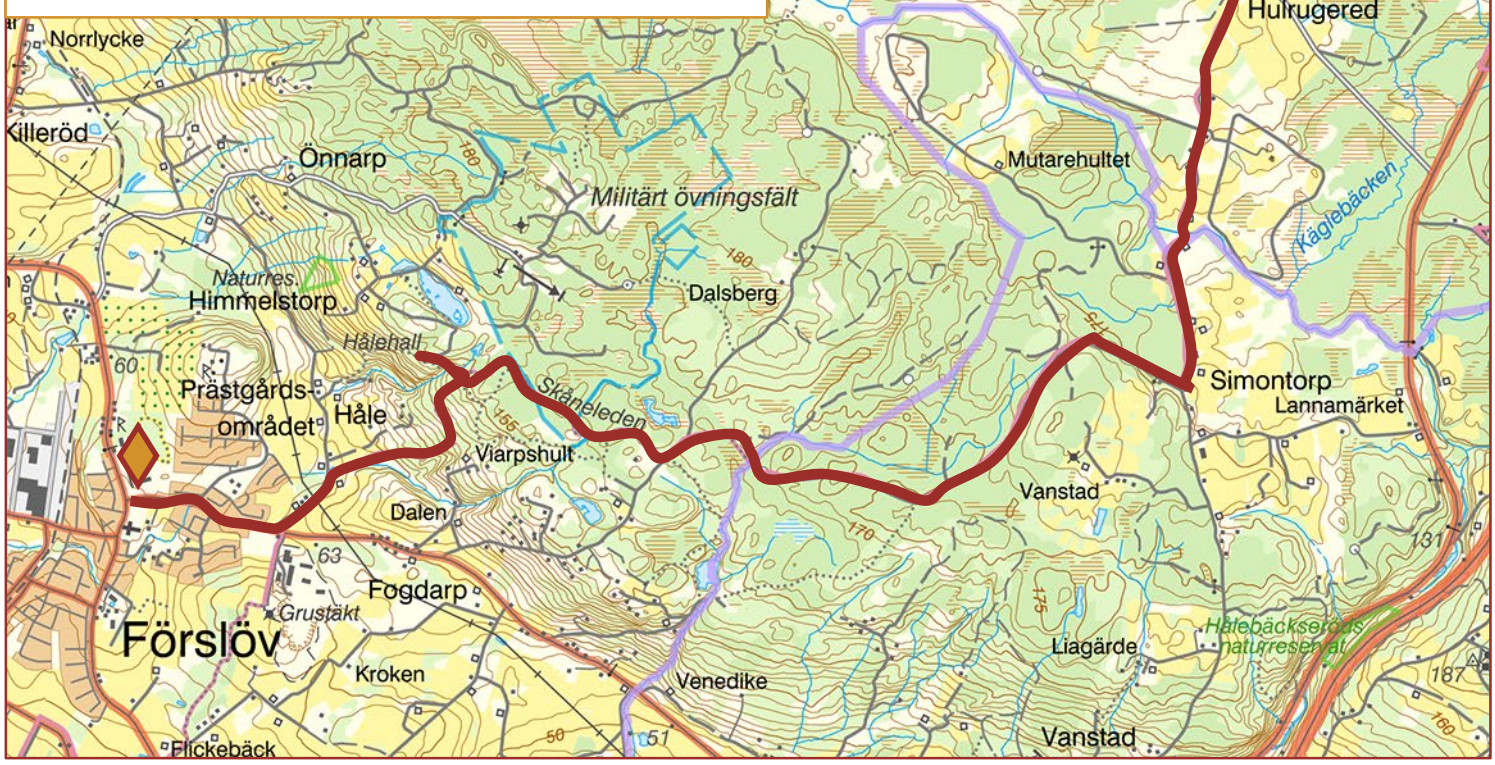 Hulrugered
Norrlycke
Killeröd
Önnarp
180
Mutarehultet
Militärt övningsfält
Käglebäcken
180
Naturres.
Himmelstorp
Dalsberg
175
Hålehall
60
Prästgårds-
området
R
Håle
Skåneleden
Simontorp
Lannamärket
165
R
Viarpshult
Vanstad
Dalen
170
131
63
Fogdarp
175
Grustäkt
Förslöv
Hålebäckseröds
naturreservat
Liagärde
Kroken
187
Venedike
160
Flickebäck
50
51
Vanstad